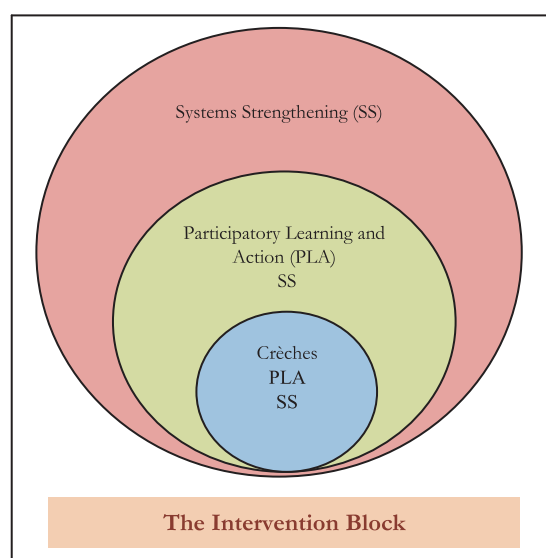 Systems Strengthening (SS)
Participatory Learning and
Action (PLA)
SS
Crèches
PLA
SS
The Intervention Block